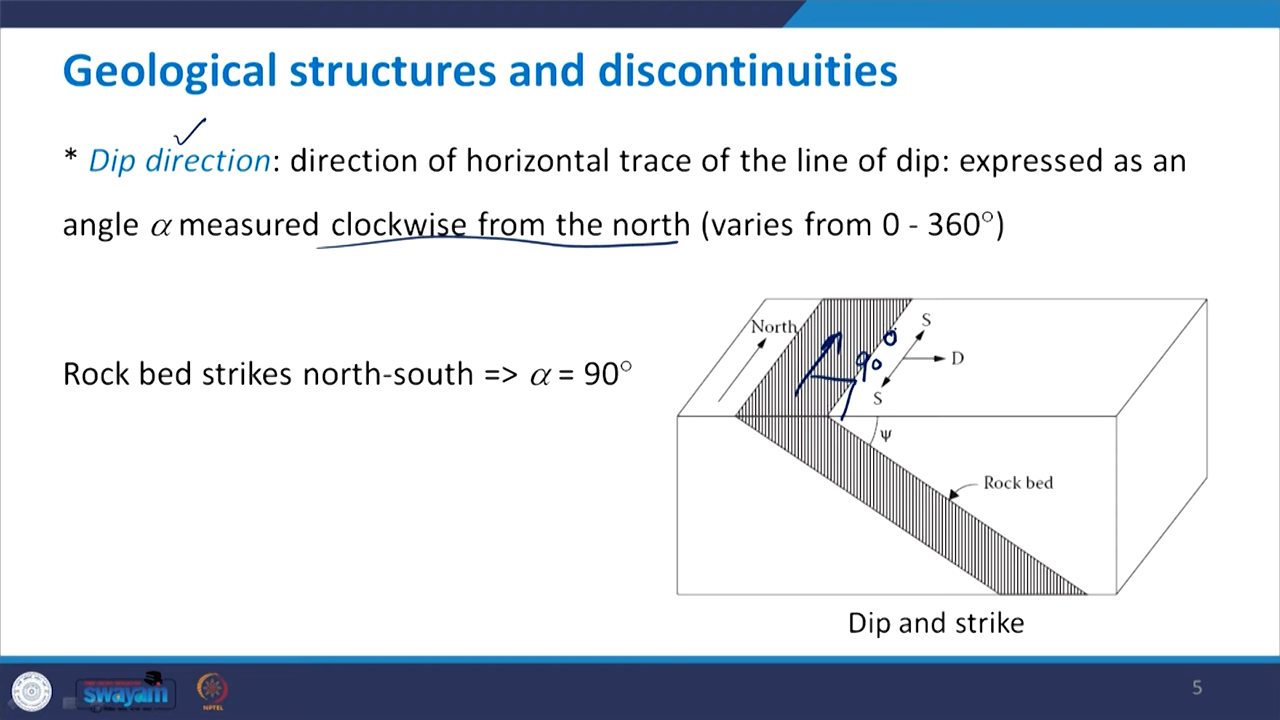 Geological structures and discontinuities
* Dip direction: direction of horizontal trace of the line of dip: expressed as an
angle α measured clockwise from the north (varies from 0 - 360°)
Rock bed strikes north-south => α = 90°
North
90°
S
D
S
ψ
Rock bed
Dip and strike
swayam
NPTEL
5